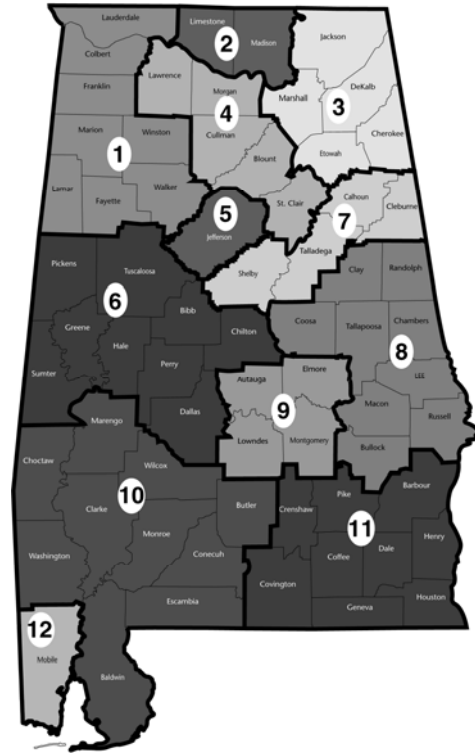 Lauderdale
Limestone
2
Madison
Jackson
Colbert
Lawrence
Morgan
Franklin
4
Marshall
DeKalb
3
Cherokee
Marion
Winston
Cullman
Etowah
1
Blount
Lamar
Fayette
Walker
St. Clair
Calhoun
Cleburne
5
Jefferson
7
Talladega
Shelby
Pickens
Tuscaloosa
Clay
Randolph
6
Bibb
Chilton
Coosa
Tallapoosa
Chambers
Greene
Hale
Perry
8
Sumter
Autauga
Elmore
LEE
Dallas
9
Macon
Russell
Marengo
Lowndes
Montgomery
Bullock
Choctaw
Wilcox
10
Clarke
Butler
Crenshaw
Pike
Barbour
Monroe
11
Washington
Conecuh
Coffee
Dale
Henry
Escambia
Covington
Geneva
Houston
12
Mobile
Baldwin